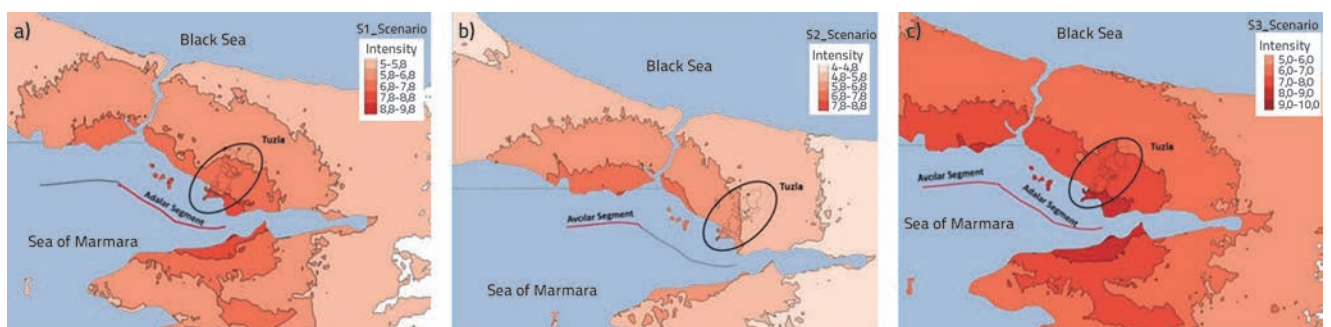 a)
S1_Scenario
Black Sea
Intensity
5-5,8
5,8-6,8
6,8-7,8
7,8-8,8
8,8-9,8
Tuzla
Adalar Segment
Sea of Marmara
b)
S2_Scenario
Black Sea
Intensity
4-4,8
4,8-5,8
5,8-6,8
6,8-7,8
7,8-8,8
Tuzla
Avcılar Segment
Sea of Marmara
c)
S3_Scenario
Black Sea
Intensity
5,0-6,0
6,0-7,0
7,0-8,0
8,0-9,0
9,0-10,0
Tuzla
Avcılar Segment
Adalar Segment
Sea of Marmara